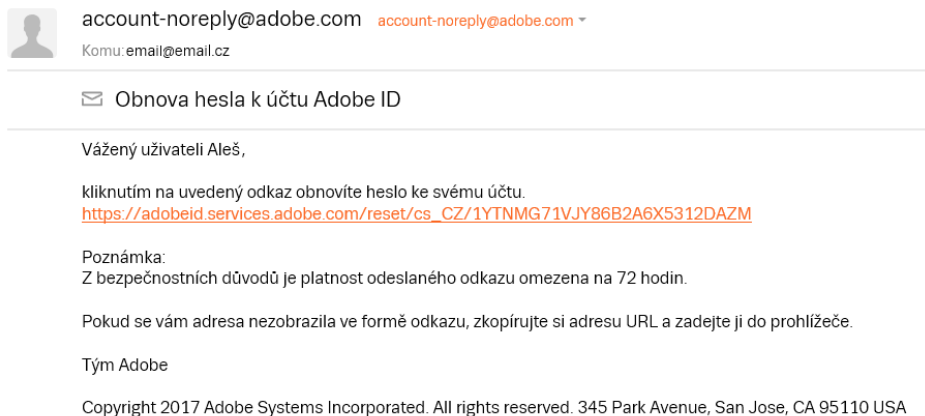 account-noreply@adobe.com account-noreply@adobe.com
Komu: email@email.cz
Obnova hesla k účtu Adobe ID
Vážený uživateli Aleš,
kliknutím na uvedený odkaz obnovíte heslo ke svému účtu.
https://adobeid.services.adobe.com/reset/cs_CZ/1YTNMG71VJY86B2A6X5312DAZM
Poznámka:
Z bezpečnostních důvodů je platnost odeslaného odkazu omezena na 72 hodin.
Pokud se vám adresa nezobrazila ve formě odkazu, zkopírujte si adresu URL a zadejte ji do prohlížeče.
Tým Adobe
Copyright 2017 Adobe Systems Incorporated. All rights reserved. 345 Park Avenue, San Jose, CA 95110 USA